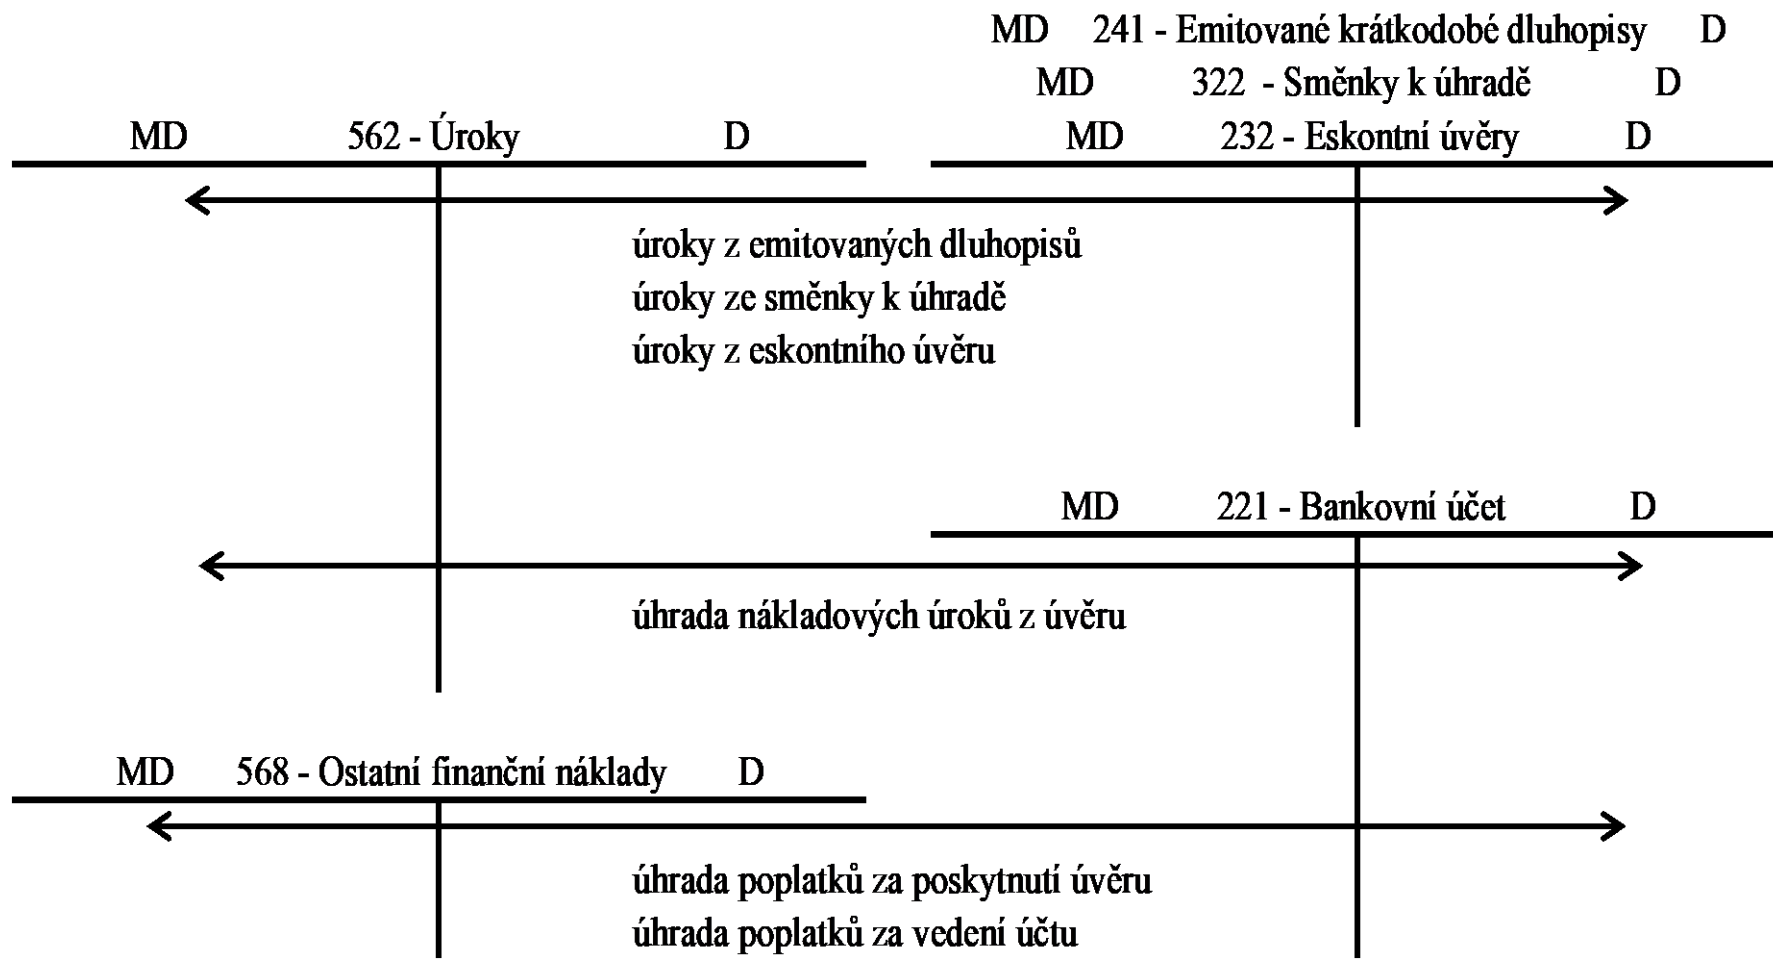 MD 241 - Emitované krátkodobé dluhopisy D
MD 322 - Směnky k úhradě D
MD 562 - Úroky D MD 232 - Eskontní úvěry D
úroky z emitovaných dluhopisů
úroky ze směnky k úhradě
úroky z eskontního úvěru
MD 221 - Bankovní účet D
úhrada nákladových úroků z úvěru
MD 568 - Ostatní finanční náklady D
úhrada poplatků za poskytnutí úvěru
úhrada poplatků za vedení účtu